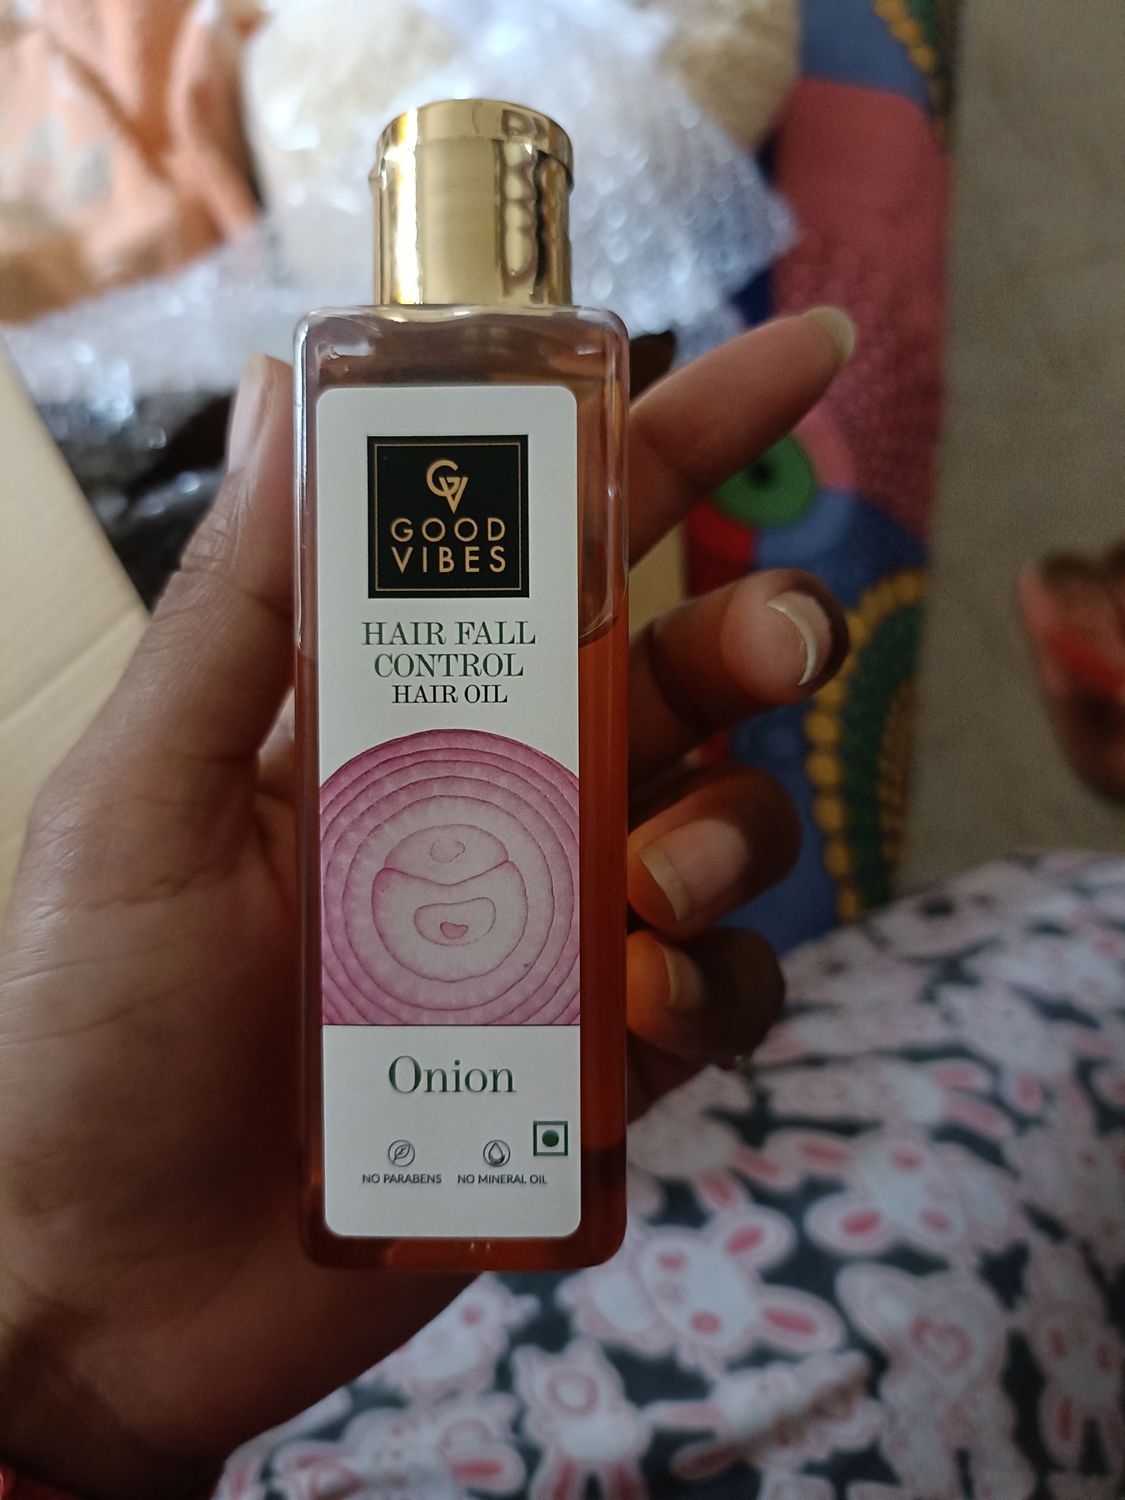 GV
GOOD
VIBES
HAIR FALL
CONTROL
HAIR OIL
Onion
NO PARABENS
NO MINERAL OIL